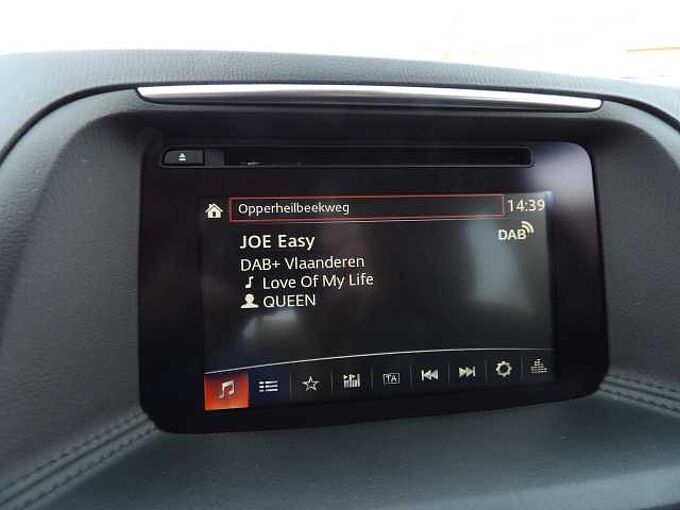 Opperheilbeekweg 14:39
JOE Easy
DAB
DAB+ Vlaanderen
Love Of My Life
QUEEN
TA